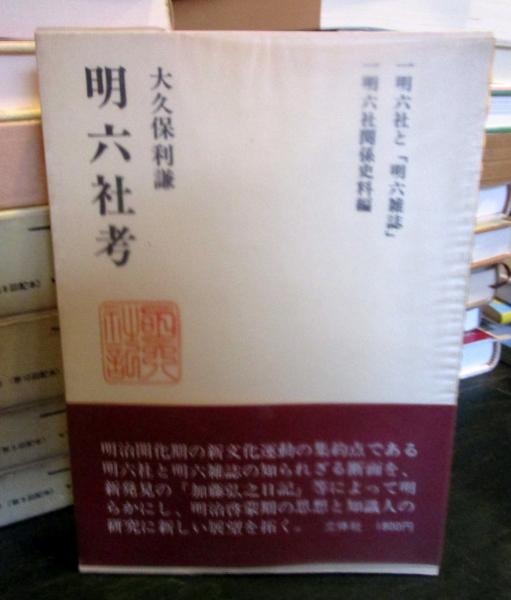 明六社考
大久保利謙
一明六社と「明六雑誌」
一明六社関係史料編
明治開化期の新文化運動の集約点である
明六社と明六雑誌の知られざる断面を、
新発見の『加藤弘之日記』等によって明
らかにし、明治啓蒙期の思想と知識人の
研究に新しい展望を拓く。 立体社 1800円